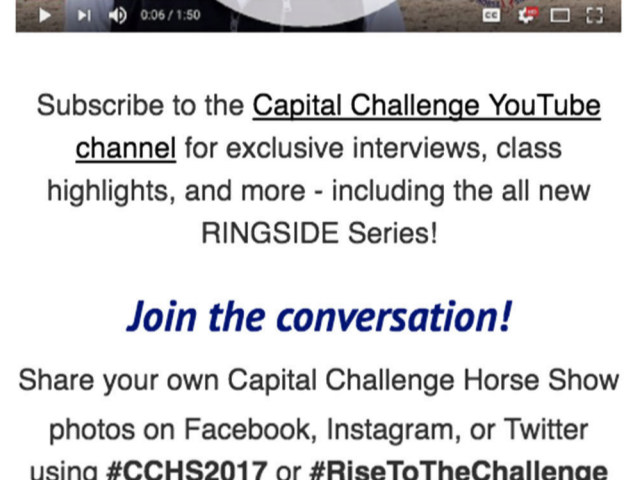 0:06 / 1:50
CC
HD
Subscribe to the Capital Challenge YouTube
channel for exclusive interviews, class
highlights, and more - including the all new
RINGSIDE Series!
Join the conversation!
Share your own Capital Challenge Horse Show
photos on Facebook, Instagram, or Twitter
using #CCHS2017 or #RiseToTheChallenge